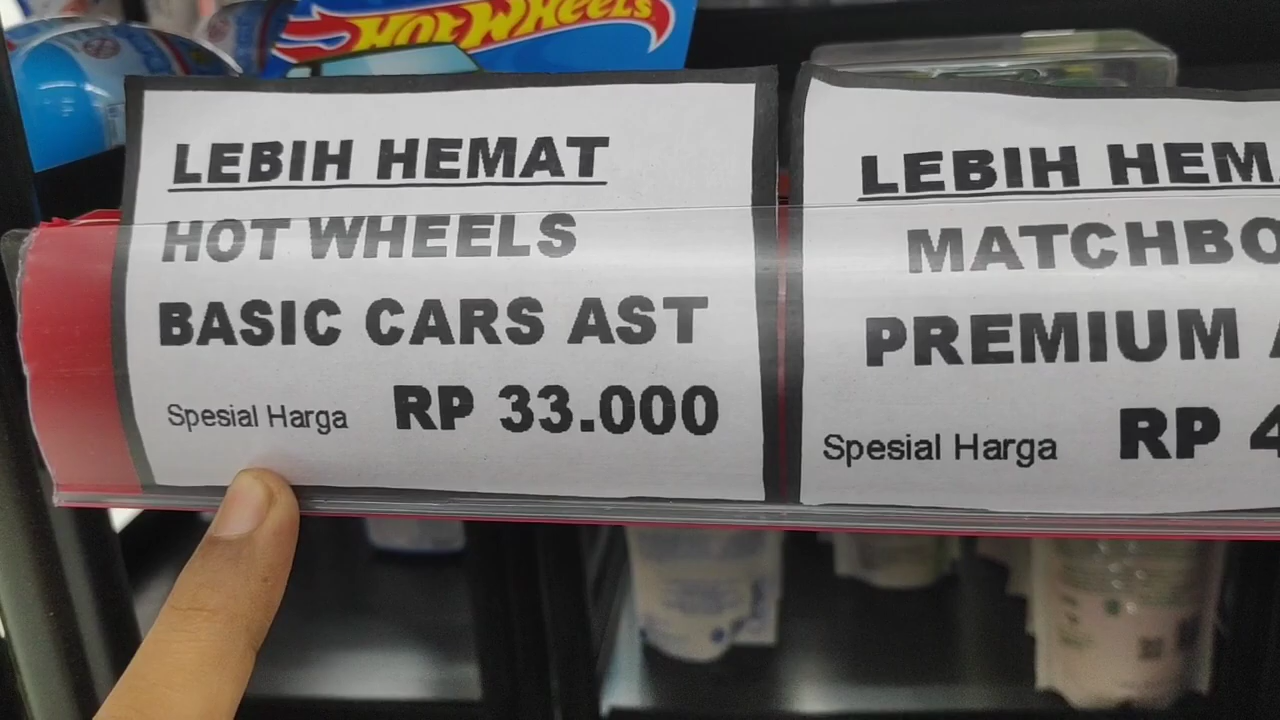 HOT WHEELS
LEBIH HEMAT
HOT WHEELS
BASIC CARS AST
Spesial Harga RP 33.000
LEBIH HEM
MATCHBO
PREMIUM
Spesial Harga RP 4